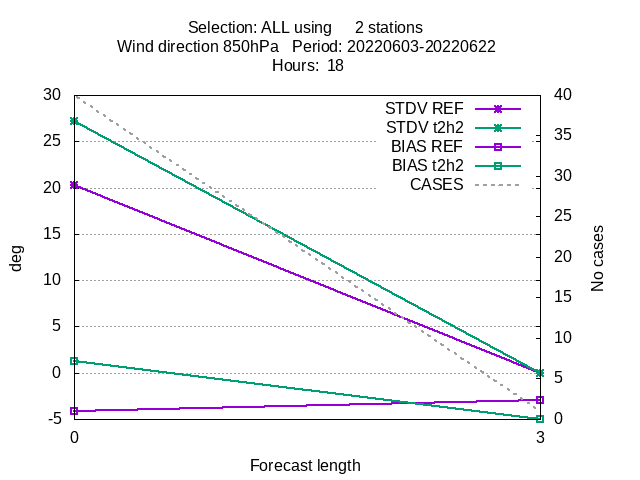 Selection: ALL using     2 stations
Wind direction 850hPa   Period: 20220603-20220622
Hours:  18
30
25
20
15
10
5
0
-5
40
35
30
25
20
15
10
5
0
STDV REF
STDV t2h2
BIAS REF
BIAS t2h2
CASES
deg
No cases
0
3
Forecast length